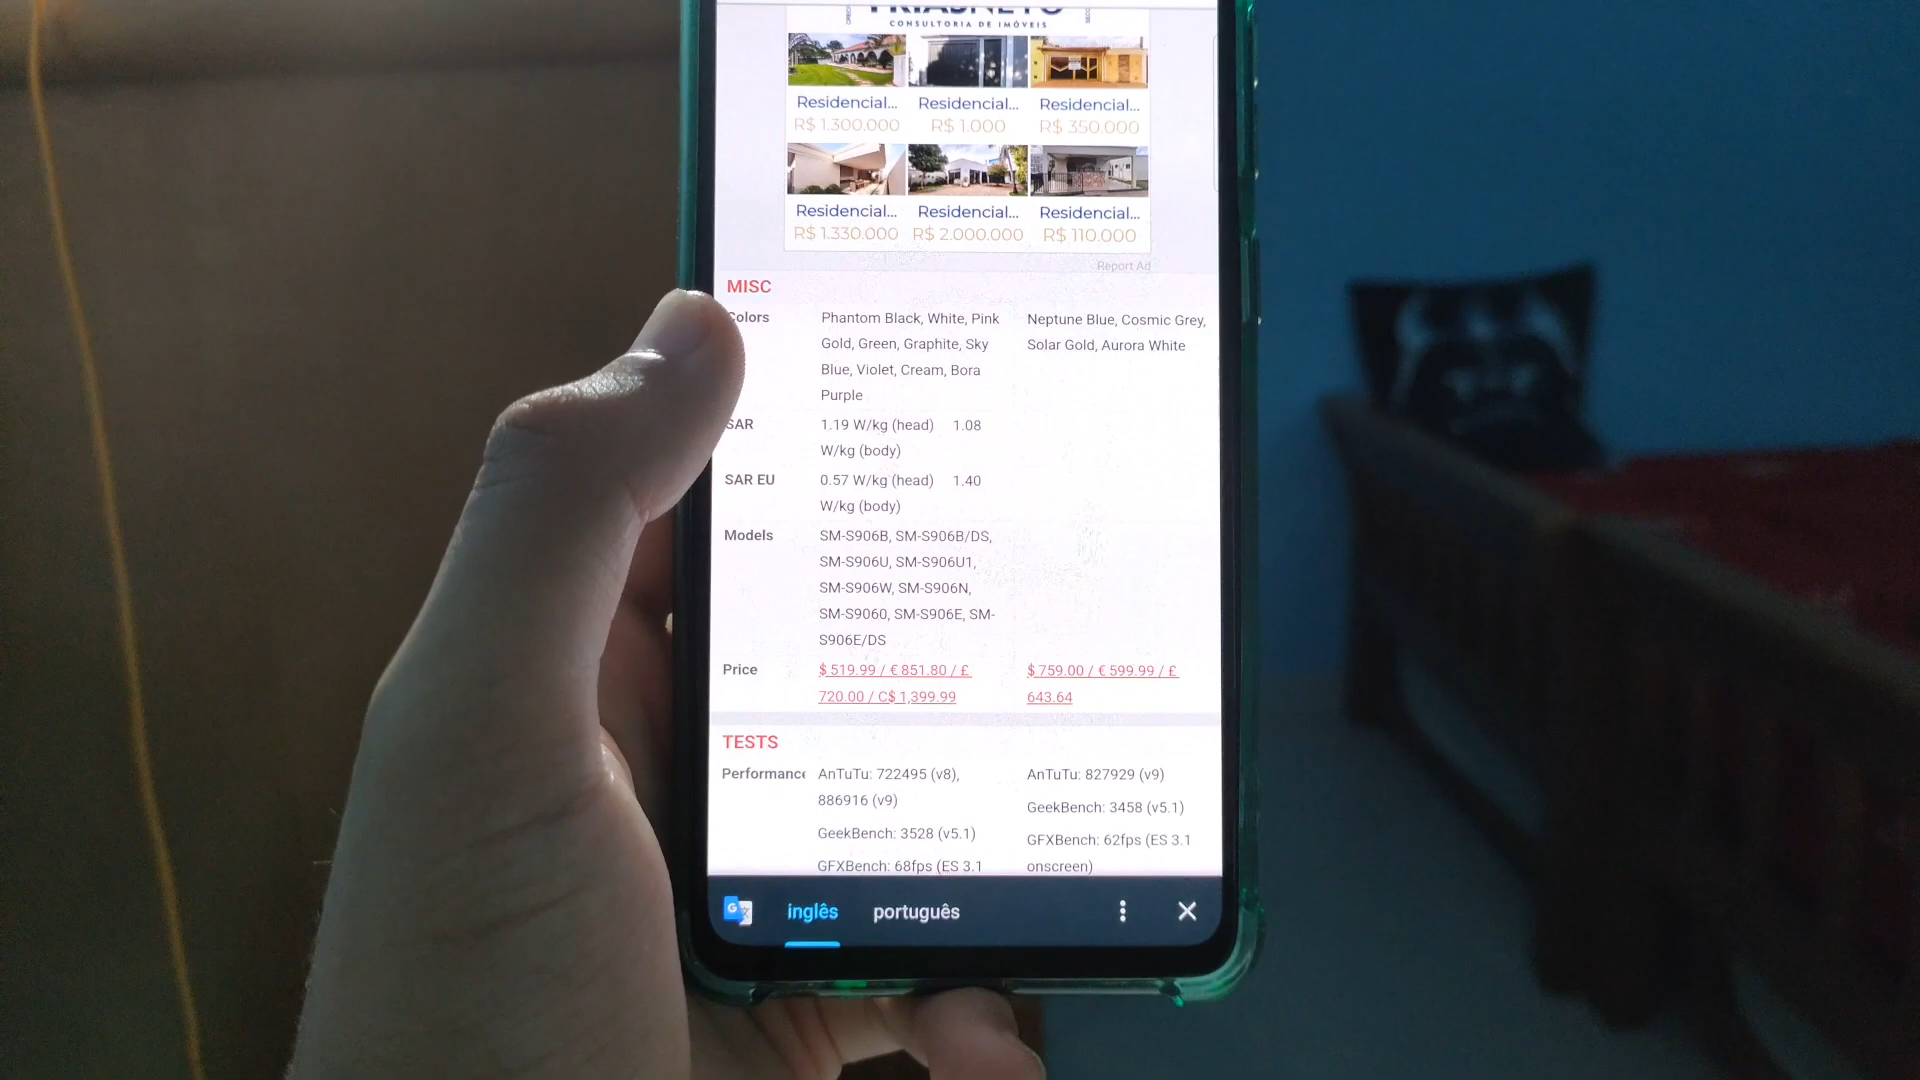 CONSULTORIA DE IMÓVEIS
Residencial... Residencial... Residencial...
R$ 1.300.000 R$ 1.000 R$ 350.000
Residencial... Residencial... Residencial...
R$ 1.330.000 R$ 2.000.000 R$ 110.000
Report Ad
MISC
Colors Phantom Black, White, Pink Neptune Blue, Cosmic Grey,
Gold, Green, Graphite, Sky Solar Gold, Aurora White
Blue, Violet, Cream, Bora
Purple
SAR 1.19 W/kg (head) 1.08
W/kg (body)
SAR EU 0.57 W/kg (head) 1.40
W/kg (body)
Models SM-S906B, SM-S906B/DS,
SM-S906U, SM-S906U1,
SM-S906W, SM-S906N,
SM-S9060, SM-S906E, SM-
S906E/DS
Price $ 519.99 / € 851.80 / £ $ 759.00 / € 599.99 / £
720.00 / C$ 1,399.99 643.64
TESTS
Performance AnTuTu: 722495 (v8), AnTuTu: 827929 (v9)
886916 (v9) GeekBench: 3458 (v5.1)
GeekBench: 3528 (v5.1) GFXBench: 62fps (ES 3.1
GFXBench: 68fps (ES 3.1 onscreen)
inglês português